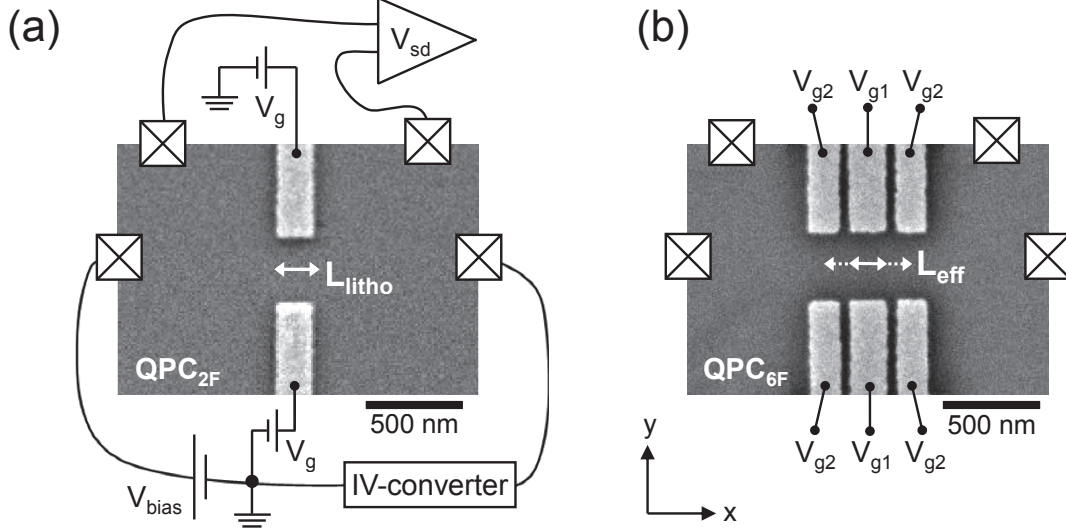 (a)
V_sd
V_g
L_litho
QPC_2F
500 nm
V_g
V_bias
IV-converter
(b)
V_g2 V_g1 V_g2
L_eff
QPC_6F
500 nm
V_g2 V_g1 V_g2
y
x